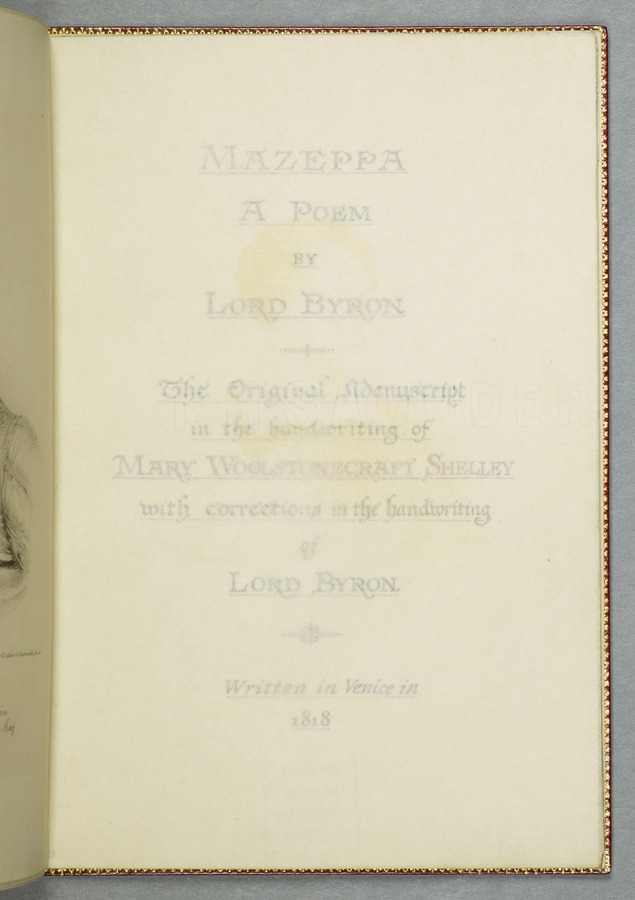 MAZEPPA
A POEM
BY
LORD BYRON
The Original Manuscript
in the handwriting of
MARY WOOLSTONECRAFT SHELLEY
with corrections in the handwriting
of
LORD BYRON
Written in Venice in
1818